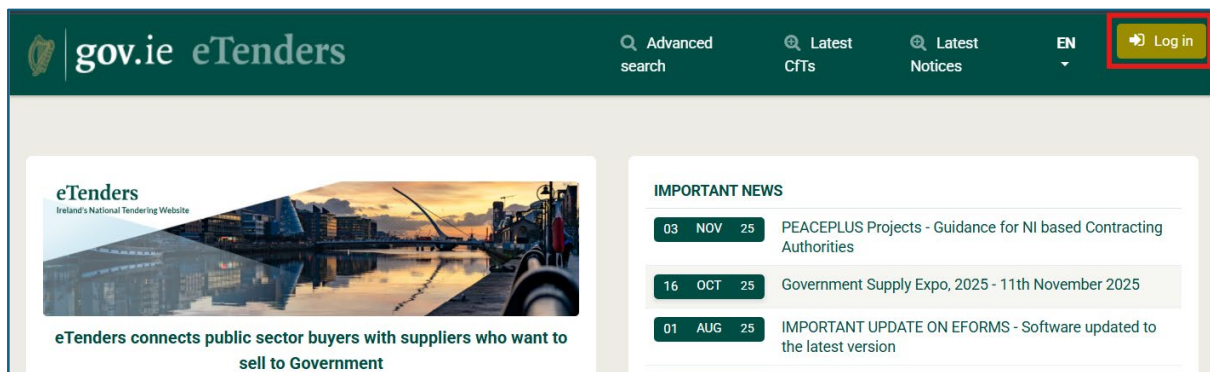 gov.ie eTenders
Advanced
search
Latest
CfTs
Latest
Notices
EN
Log in
eTenders
Ireland's National Tendering Website
eTenders connects public sector buyers with suppliers who want to
sell to Government
IMPORTANT NEWS
03 NOV 25
PEACEPLUS Projects - Guidance for NI based Contracting
Authorities
16 OCT 25
Government Supply Expo, 2025 - 11th November 2025
01 AUG 25
IMPORTANT UPDATE ON EFORMS - Software updated to
the latest version